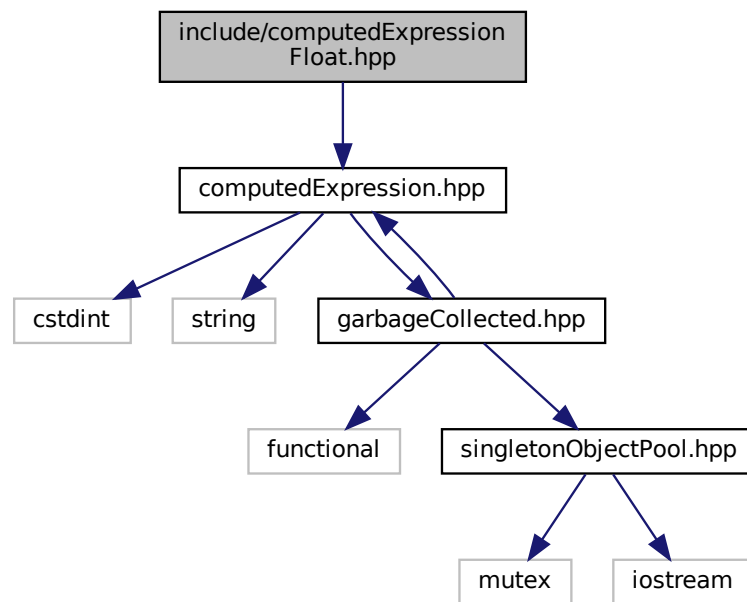 include/computedExpression
Float.hpp
computedExpression.hpp
cstdint
string
garbageCollected.hpp
functional
singletonObjectPool.hpp
mutex
iostream